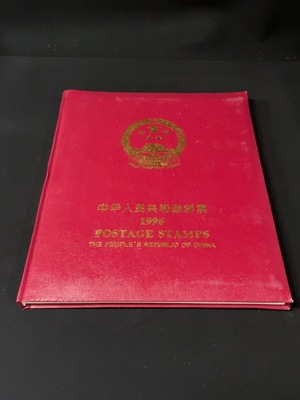 中华人民共和国邮票
1996
POSTAGE STAMPS
THE PEOPLE'S REPUBLIC OF CHINA